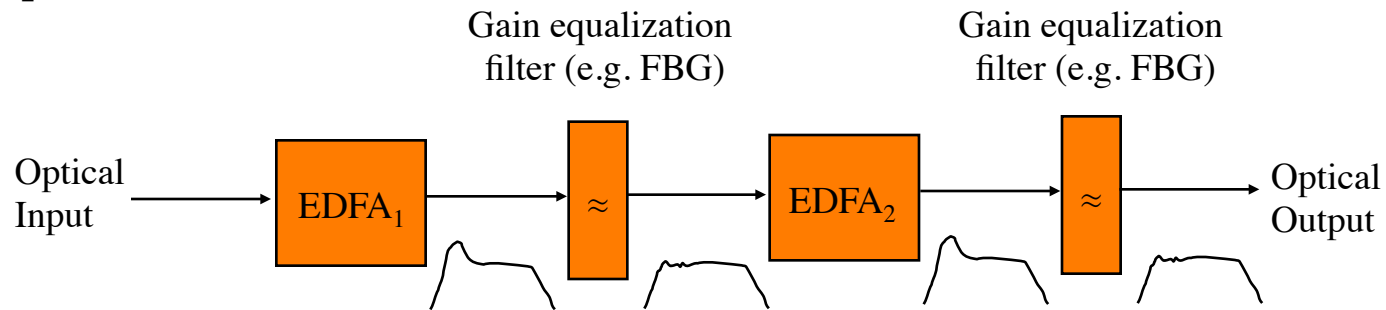 Gain equalization
filter (e.g. FBG)
Gain equalization
filter (e.g. FBG)
Optical
Input
EDFA₁
≈
EDFA₂
≈
Optical
Output